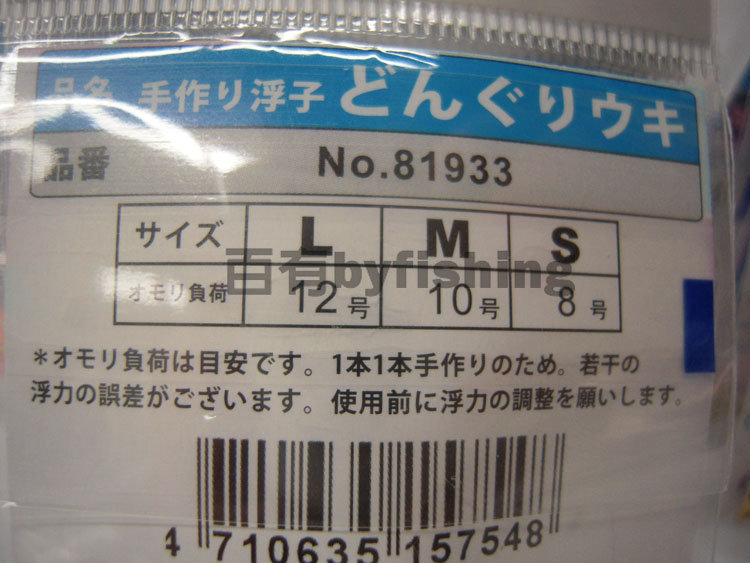 品名 手作り浮子 どんぐりウキ
品番 No.81933
サイズ L M S
オモリ負荷 12号 10号 8号
百有byfishing
*オモリ負荷は目安です。1本1本手作りのため。若干の
浮力の誤差がございます。使用前に浮力の調整を願いします。
4 710635 157548